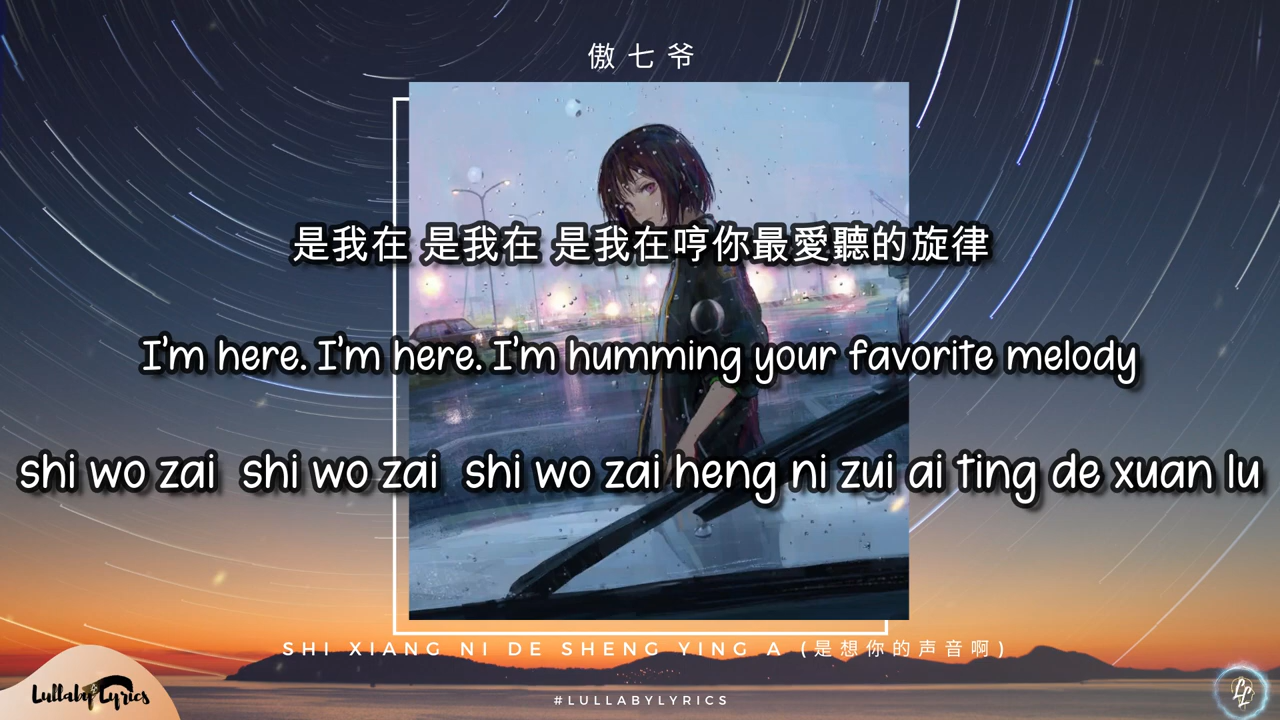 傲七爷
是我在 是我在 是我在哼你最愛聽的旋律
I'm here. I'm here. I'm humming your favorite melody
shi wo zai shi wo zai shi wo zai heng ni zui ai ting de xuan lu
SHI XIANG NI DE SHENG YING A (是想你的声音啊)
Lullaby Lyrics
#LULLABYLYRICS
LL